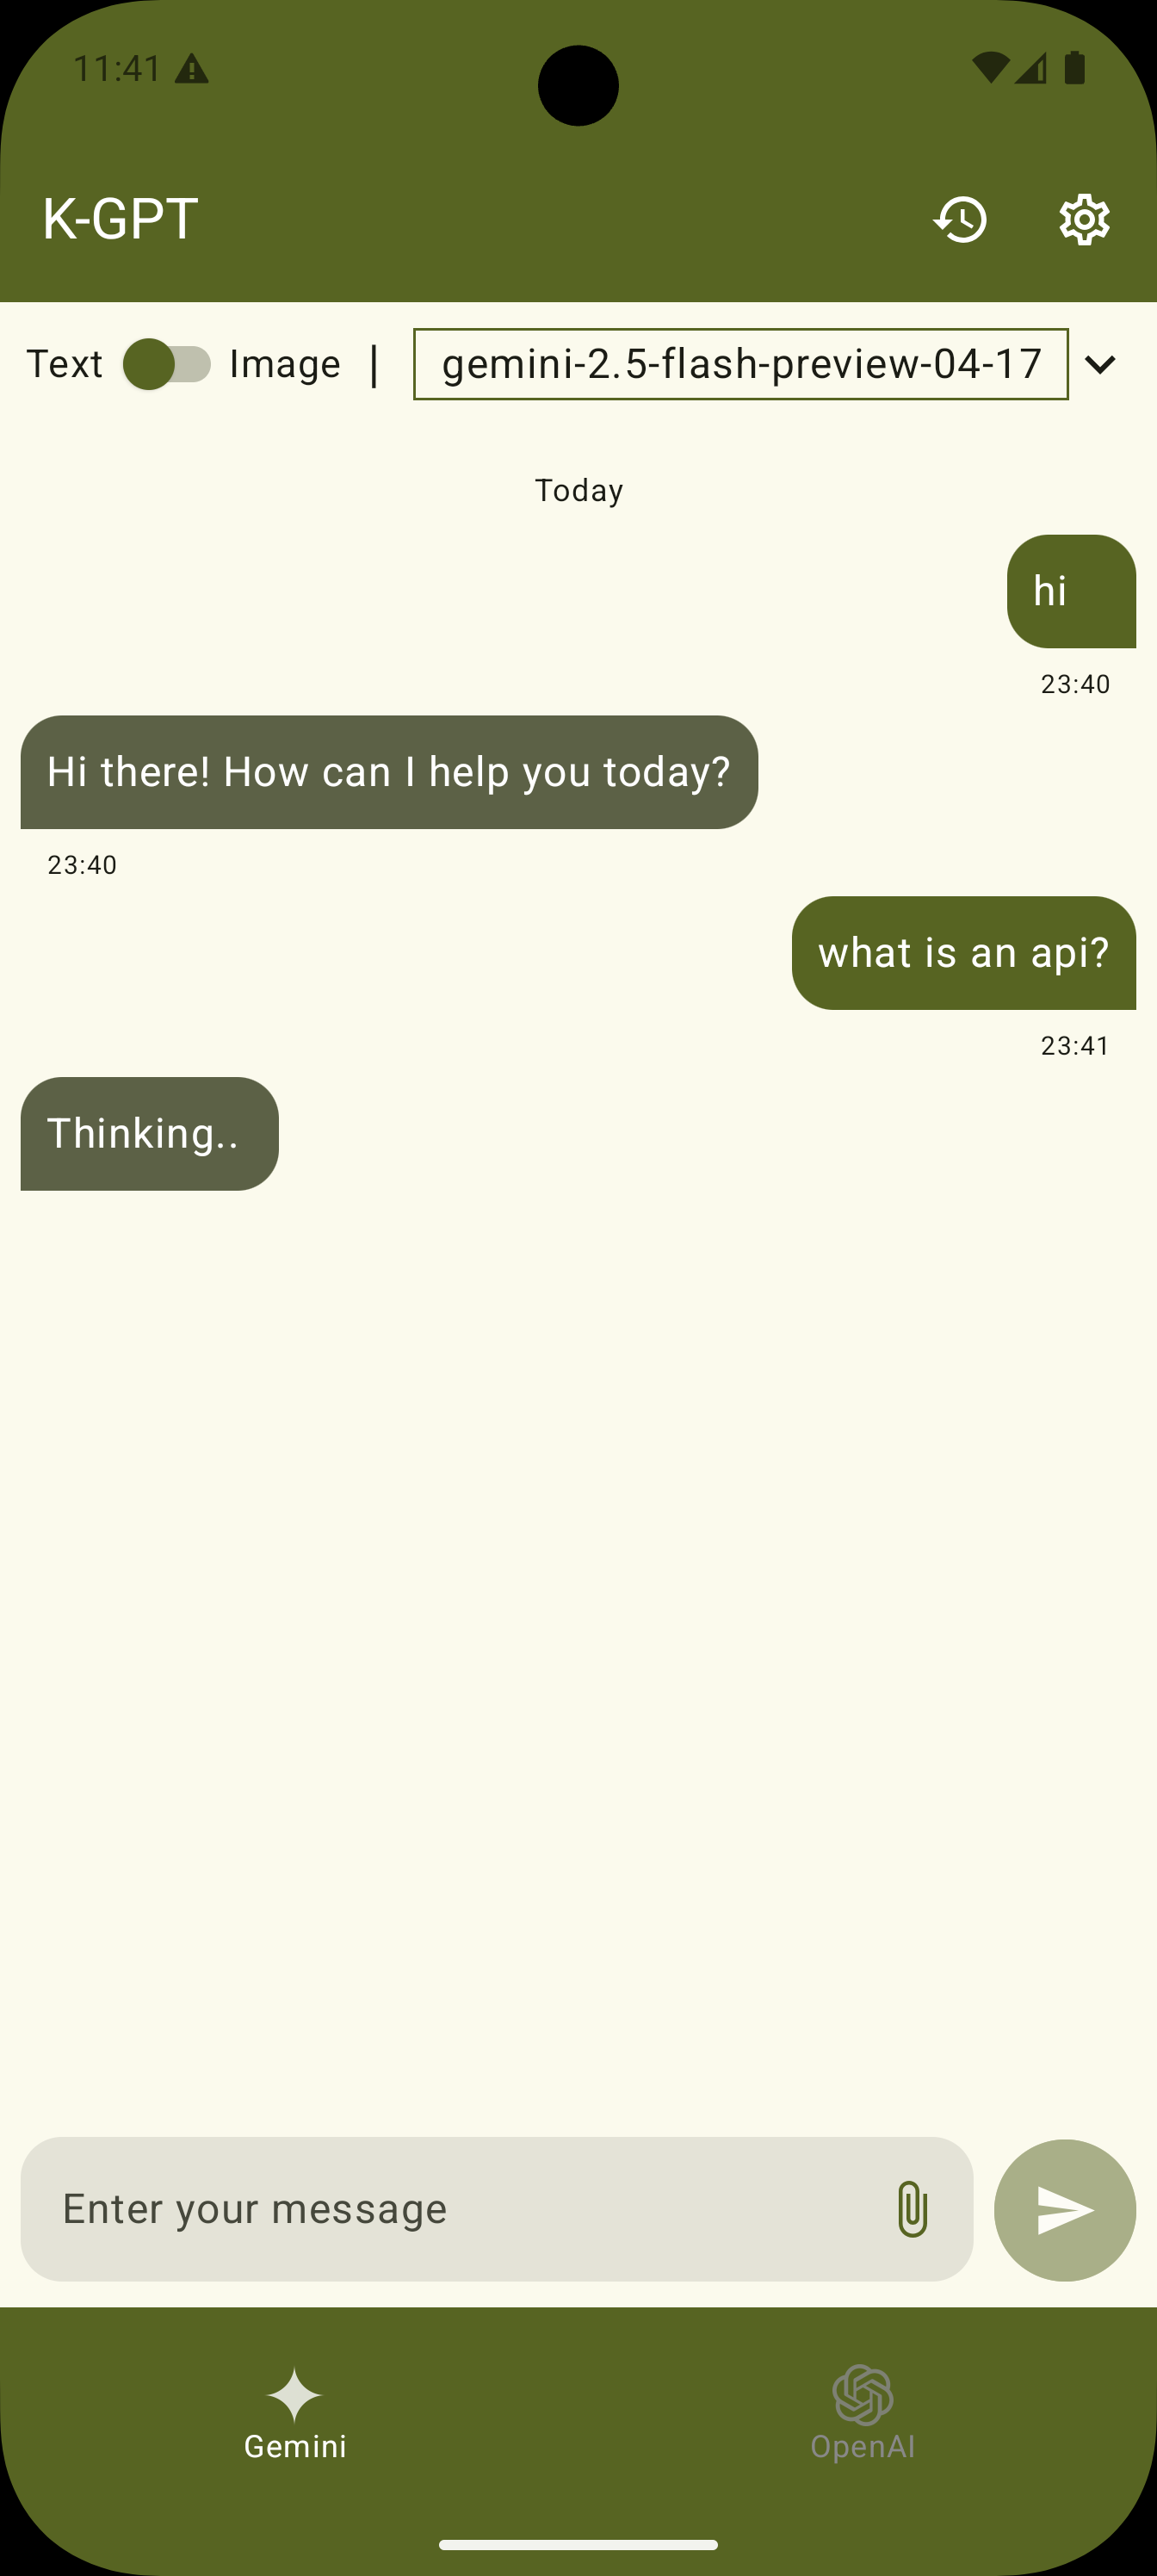 11:41
K-GPT
Text Image | gemini-2.5-flash-preview-04-17
Today
hi
23:40
Hi there! How can I help you today?
23:40
what is an api?
23:41
Thinking..
Enter your message
Gemini OpenAI